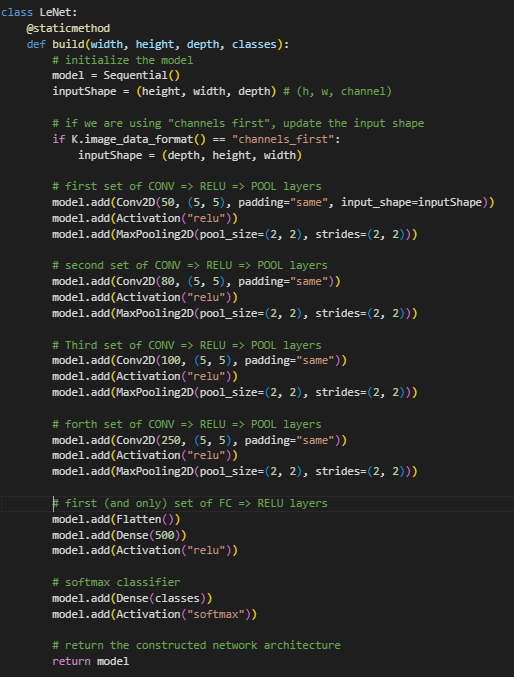 class LeNet:
    @staticmethod
    def build(width, height, depth, classes):
        # initialize the model
        model = Sequential()
        inputShape = (height, width, depth) # (h, w, channel)

        # if we are using "channels first", update the input shape
        if K.image_data_format() == "channels_first":
            inputShape = (depth, height, width)

        # first set of CONV => RELU => POOL layers
        model.add(Conv2D(50, (5, 5), padding="same", input_shape=inputShape))
        model.add(Activation("relu"))
        model.add(MaxPooling2D(pool_size=(2, 2), strides=(2, 2)))

        # second set of CONV => RELU => POOL layers
        model.add(Conv2D(80, (5, 5), padding="same"))
        model.add(Activation("relu"))
        model.add(MaxPooling2D(pool_size=(2, 2), strides=(2, 2)))

        # Third set of CONV => RELU => POOL layers
        model.add(Conv2D(100, (5, 5), padding="same"))
        model.add(Activation("relu"))
        model.add(MaxPooling2D(pool_size=(2, 2), strides=(2, 2)))

        # forth set of CONV => RELU => POOL layers
        model.add(Conv2D(250, (5, 5), padding="same"))
        model.add(Activation("relu"))
        model.add(MaxPooling2D(pool_size=(2, 2), strides=(2, 2)))

        # first (and only) set of FC => RELU layers
        model.add(Flatten())
        model.add(Dense(500))
        model.add(Activation("relu"))

        # softmax classifier
        model.add(Dense(classes))
        model.add(Activation("softmax"))

        # return the constructed network architecture
        return model